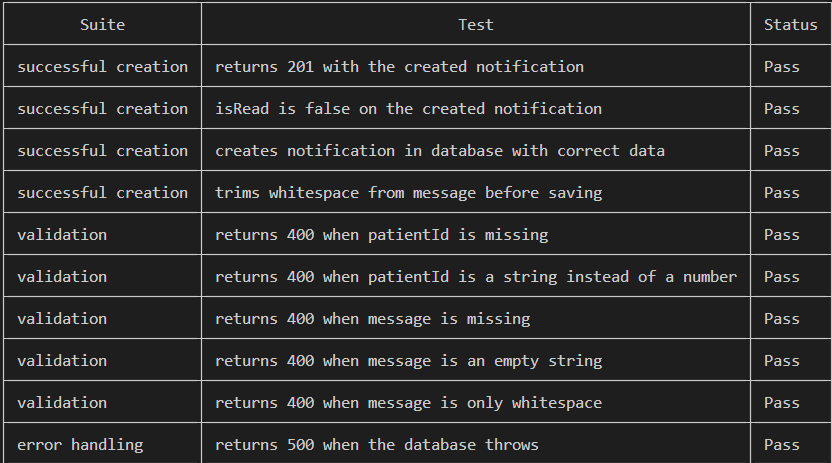 Suite Test Status
successful creation returns 201 with the created notification Pass
successful creation isRead is false on the created notification Pass
successful creation creates notification in database with correct data Pass
successful creation trims whitespace from message before saving Pass
validation returns 400 when patientId is missing Pass
validation returns 400 when patientId is a string instead of a number Pass
validation returns 400 when message is missing Pass
validation returns 400 when message is an empty string Pass
validation returns 400 when message is only whitespace Pass
error handling returns 500 when the database throws Pass